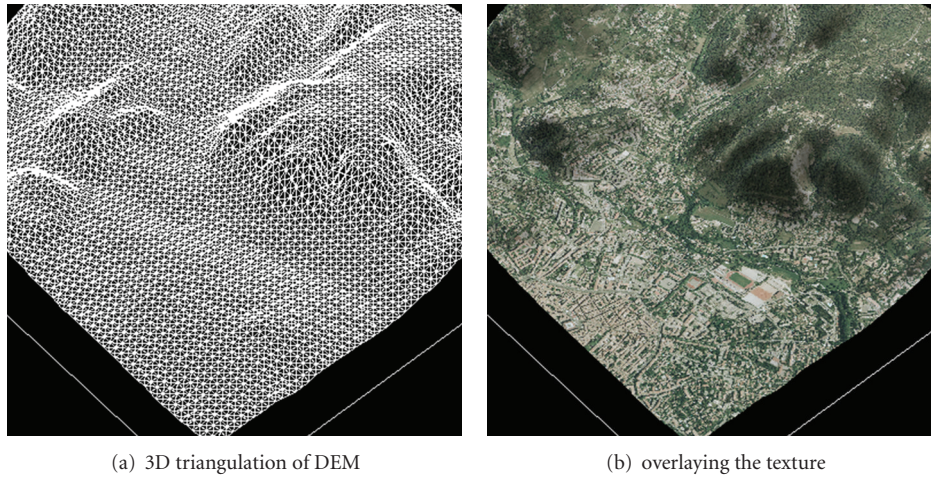 (a) 3D triangulation of DEM
(b) overlaying the texture